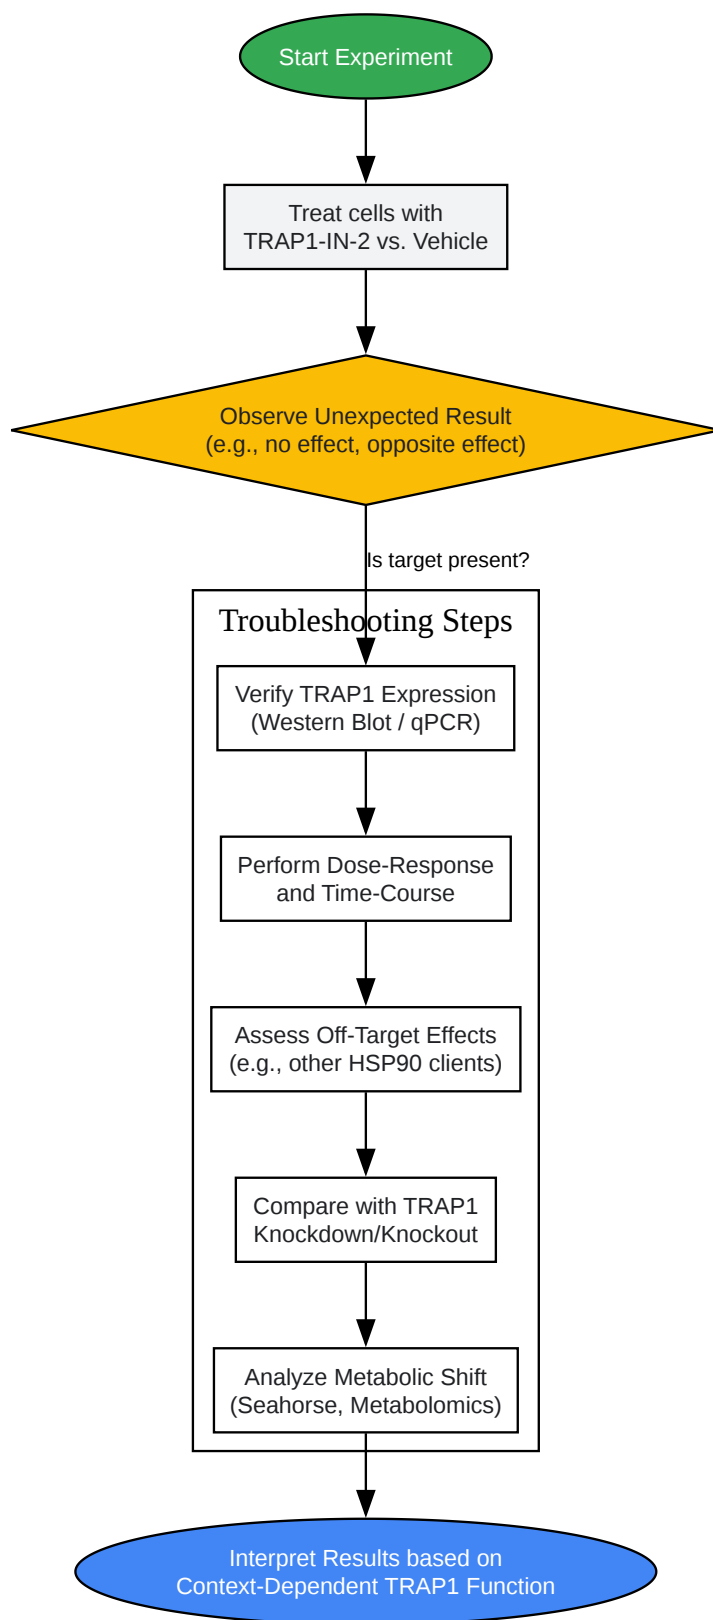 Start Experiment
Treat cells with
TRAP1-IN-2 vs. Vehicle
Observe Unexpected Result
(e.g., no effect, opposite effect)
Is target present?
Troubleshooting Steps
Verify TRAP1 Expression
(Western Blot / qPCR)
Perform Dose-Response
and Time-Course
Assess Off-Target Effects
(e.g., other HSP90 clients)
Compare with TRAP1
Knockdown/Knockout
Analyze Metabolic Shift
(Seahorse, Metabolomics)
Interpret Results based on
Context-Dependent TRAP1 Function